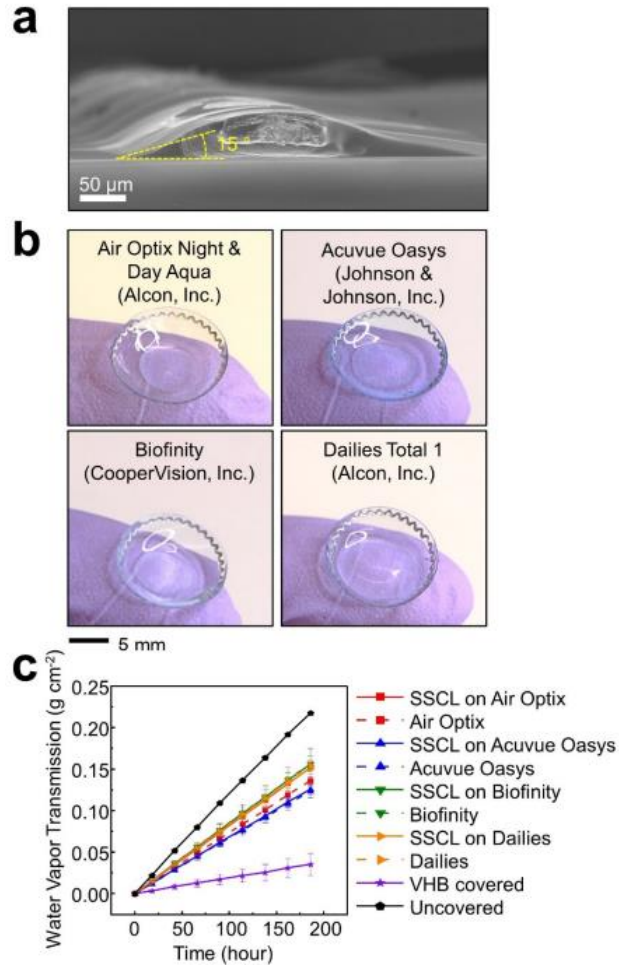 a
15 °
50 µm
b
Air Optix Night &
Day Aqua
(Alcon, Inc.)
Acuvue Oasys
(Johnson &
Johnson, Inc.)
Biofinity
(CooperVision, Inc.)
Dailies Total 1
(Alcon, Inc.)
5 mm
c
Water Vapor Transmission (g cm⁻²)
0.25
0.20
0.15
0.10
0.05
0.00
0
50
100
150
200
Time (hour)
SSCL on Air Optix
Air Optix
SSCL on Acuvue Oasys
Acuvue Oasys
SSCL on Biofinity
Biofinity
SSCL on Dailies
Dailies
VHB covered
Uncovered